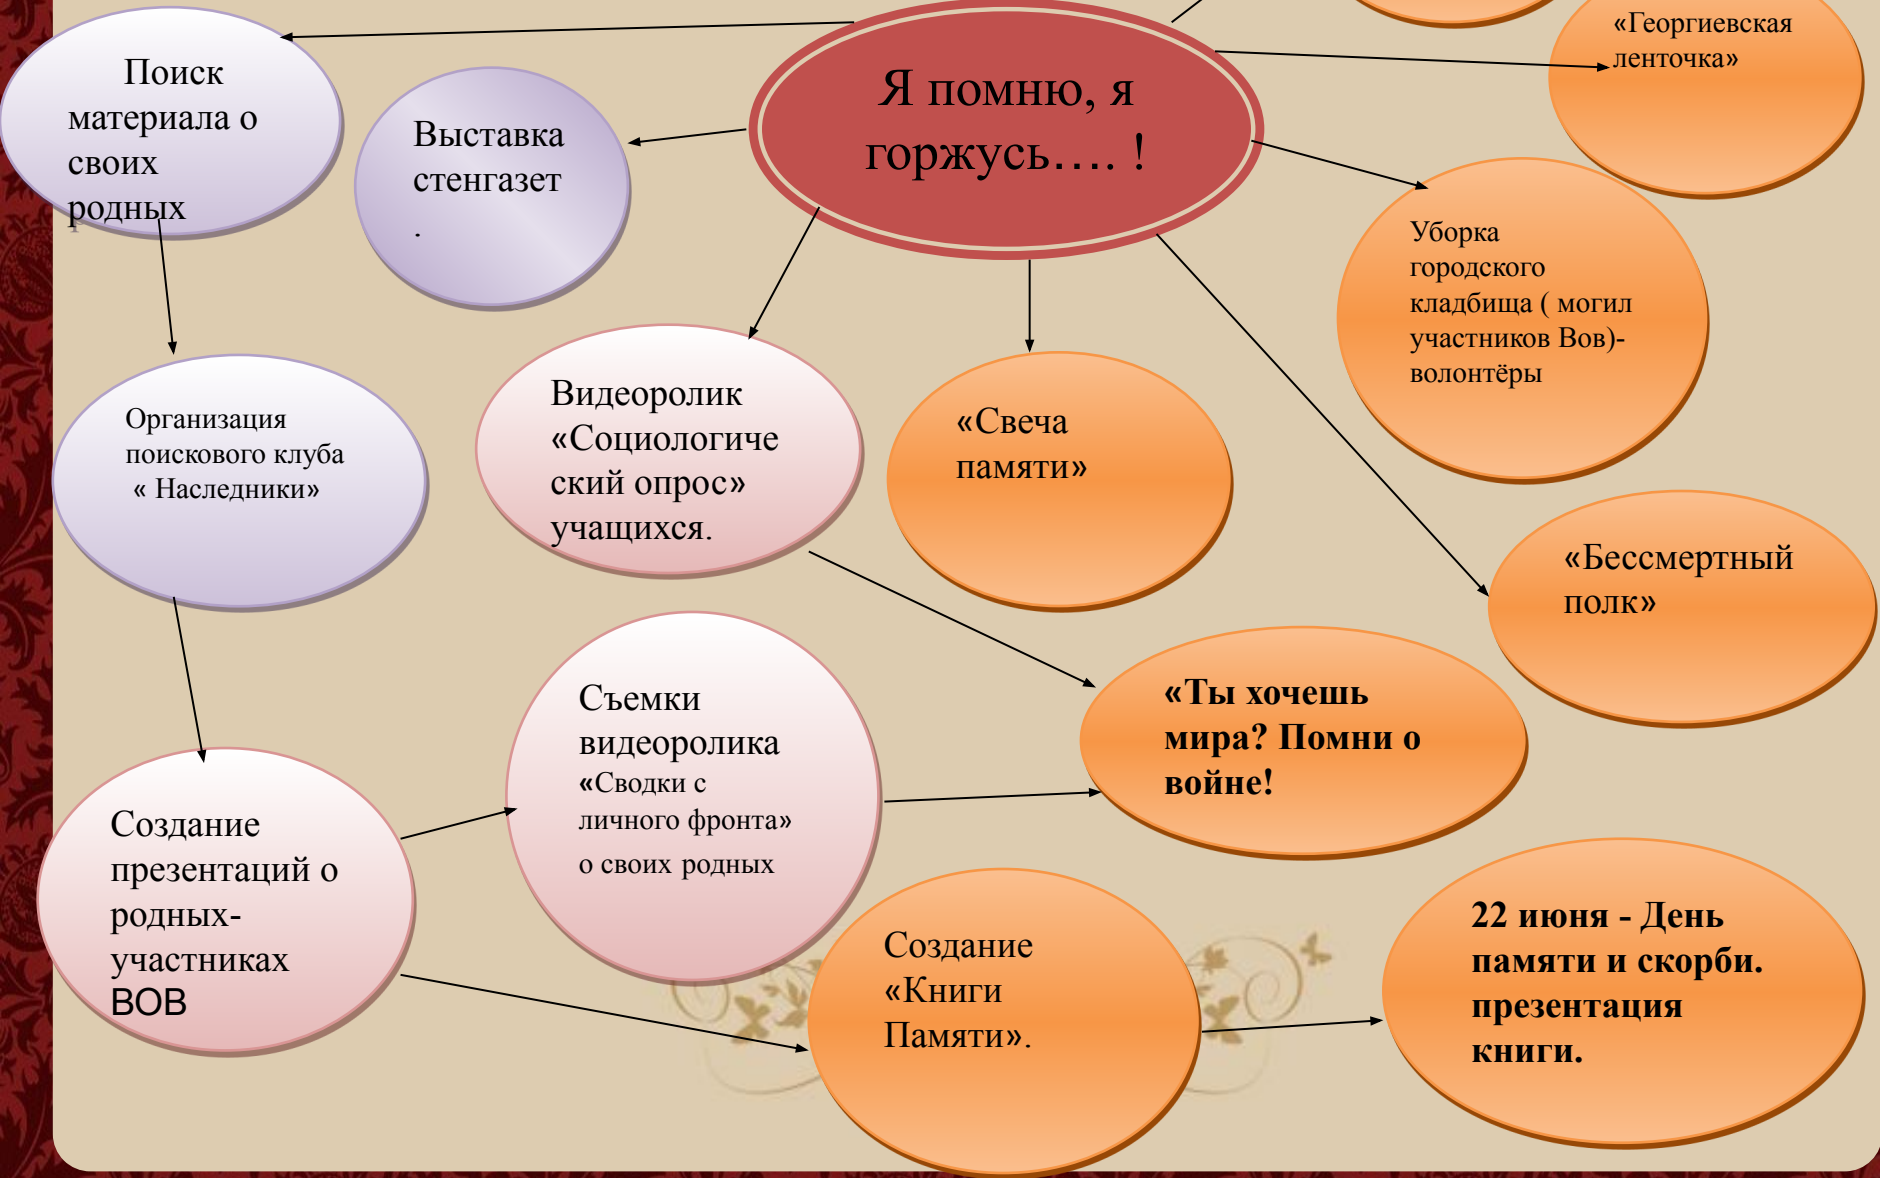 «Георгиевская
ленточка»
Поиск
материала о
своих
родных
Выставка
стенгазет
.
Я помню, я
горжусь…. !
Уборка
городского
кладбища ( могил
участников Вов)-
волонтёры
Организация
поискового клуба
« Наследники»
Видеоролик
«Социологиче
ский опрос»
учащихся.
«Свеча
памяти»
«Бессмертный
полк»
Съемки
видеоролика
«Сводки с
личного фронта»
о своих родных
«Ты хочешь
мира? Помни о
войне!
Создание
презентаций о
родных-
участниках
ВОВ
Создание
«Книги
Памяти».
22 июня - День
памяти и скорби.
презентация
книги.